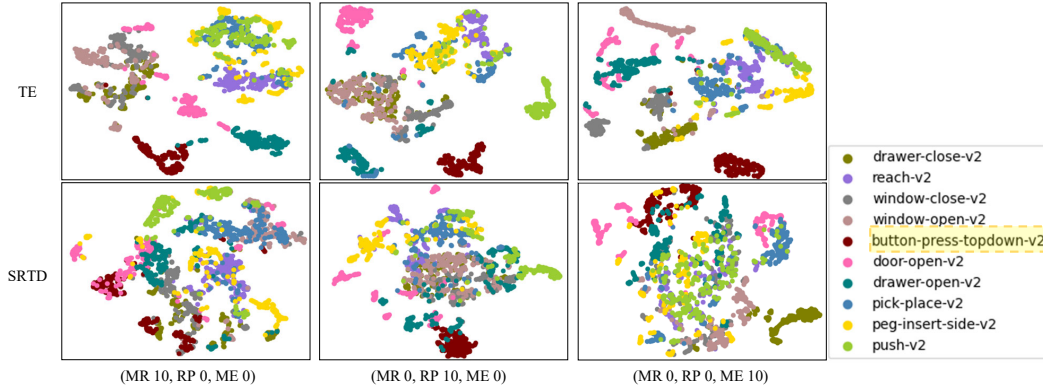 TE
SRTD
(MR 10, RP 0, ME 0)
(MR 0, RP 10, ME 0)
(MR 0, RP 0, ME 10)
drawer-close-v2
reach-v2
window-close-v2
window-open-v2
button-press-topdown-v2
door-open-v2
drawer-open-v2
pick-place-v2
peg-insert-side-v2
push-v2